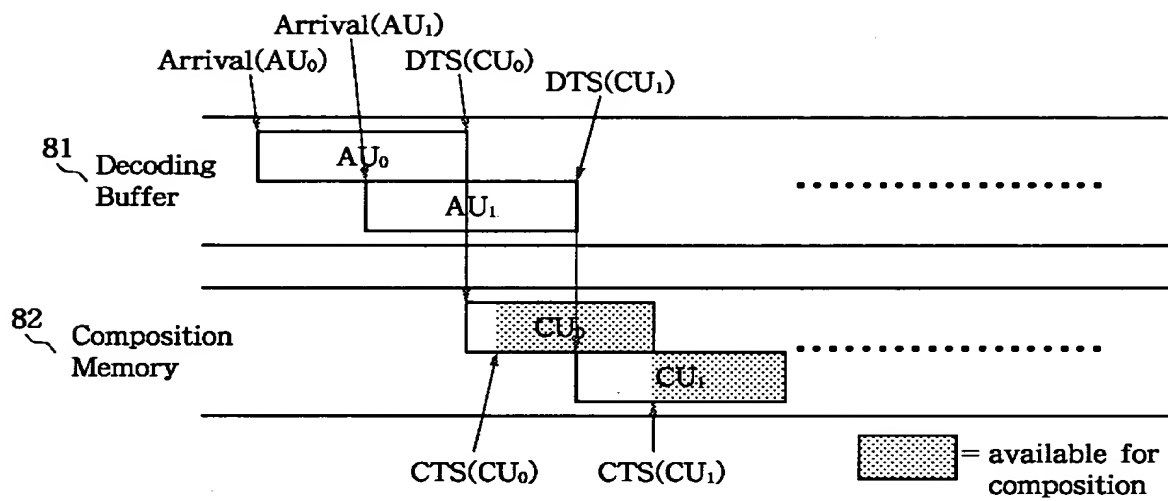 Arrival(AU₁)
Arrival(AU₀)
DTS(CU₀)
DTS(CU₁)
81
Decoding
Buffer
AU₀
AU₁
82
Composition
Memory
CU₀
CU₁
CTS(CU₀)
CTS(CU₁)
= available for
composition